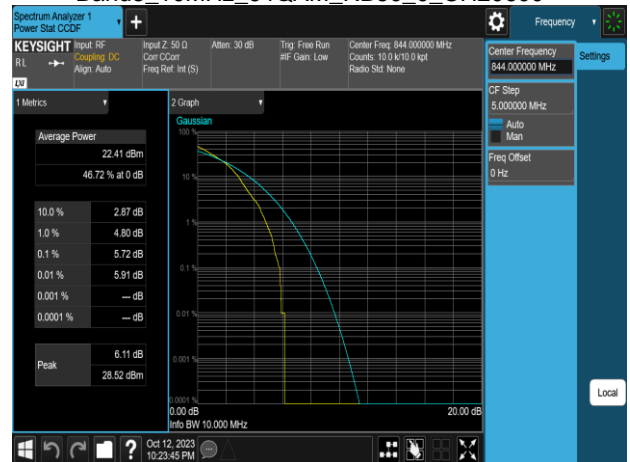 Spectrum Analyzer 1
Power Stat CCDF
Frequency
KEYSIGHT
RL
LXI
Input: RF
Coupling: DC
Align: Auto
Input Z: 50 Ω
Corr CCorr
Freq Ref: Int (S)
Atten: 30 dB
Trig: Free Run
#IF Gain: Low
Center Freq: 844.000000 MHz
Counts: 10.0 k/10.0 kpt
Radio Std: None
Center Frequency
844.000000 MHz
Settings
CF Step
5.000000 MHz
Auto
Man
Freq Offset
0 Hz
1 Metrics
Average Power
22.41 dBm
46.72 % at 0 dB
10.0 % 2.87 dB
1.0 % 4.80 dB
0.1 % 5.72 dB
0.01 % 5.91 dB
0.001 % --- dB
0.0001 % --- dB
Peak
6.11 dB
28.52 dBm
2 Graph
Gaussian
100 %
10 %
1 %
0.1 %
0.01 %
0.001 %
0.0001 %
0.00 dB
20.00 dB
Info BW 10.000 MHz
Local
?
Oct 12, 2023
10:23:45 PM